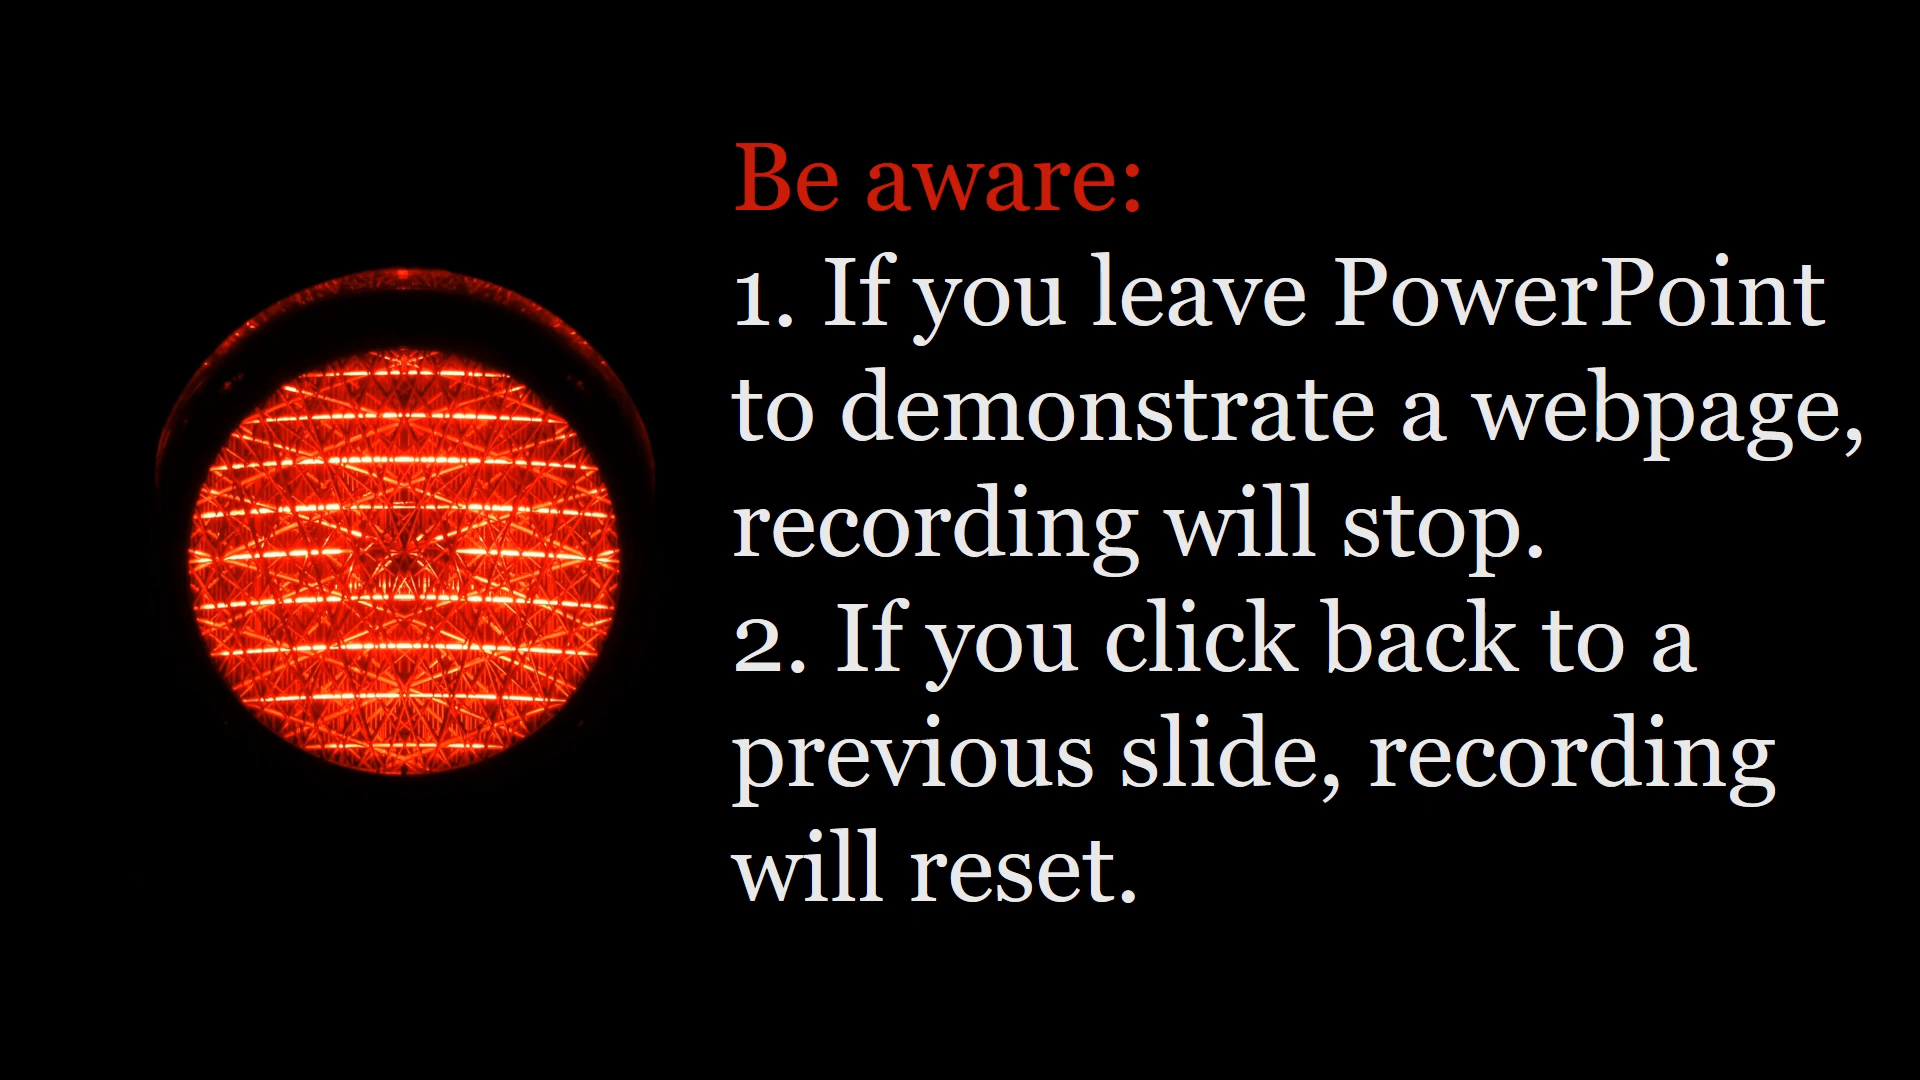 Be aware:
1. If you leave PowerPoint
to demonstrate a webpage,
recording will stop.
2. If you click back to a
previous slide, recording
will reset.